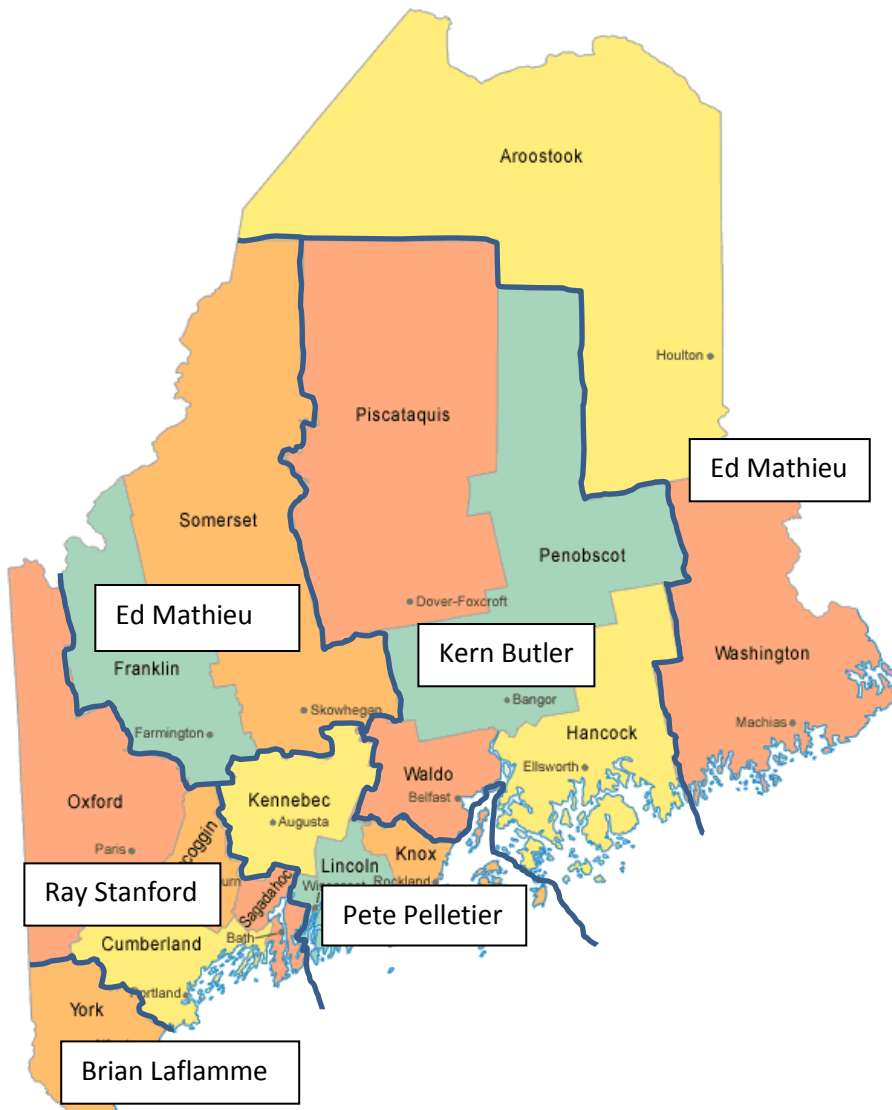 Aroostook
Houlton
Piscataquis
Ed Mathieu
Somerset
Penobscot
Dover-Foxcroft
Ed Mathieu
Kern Butler
Washington
Franklin
Bangor
Skowhegan
Machias
Farmington
Hancock
Waldo
Ellsworth
Oxford
Kennebec
Belfast
Augusta
Paris
coggin
Lincoln
Knox
Rockland
urn
Sagadahoc
Ray Stanford
Pete Pelletier
Cumberland
Bath
Portland
York
Brian Laflamme